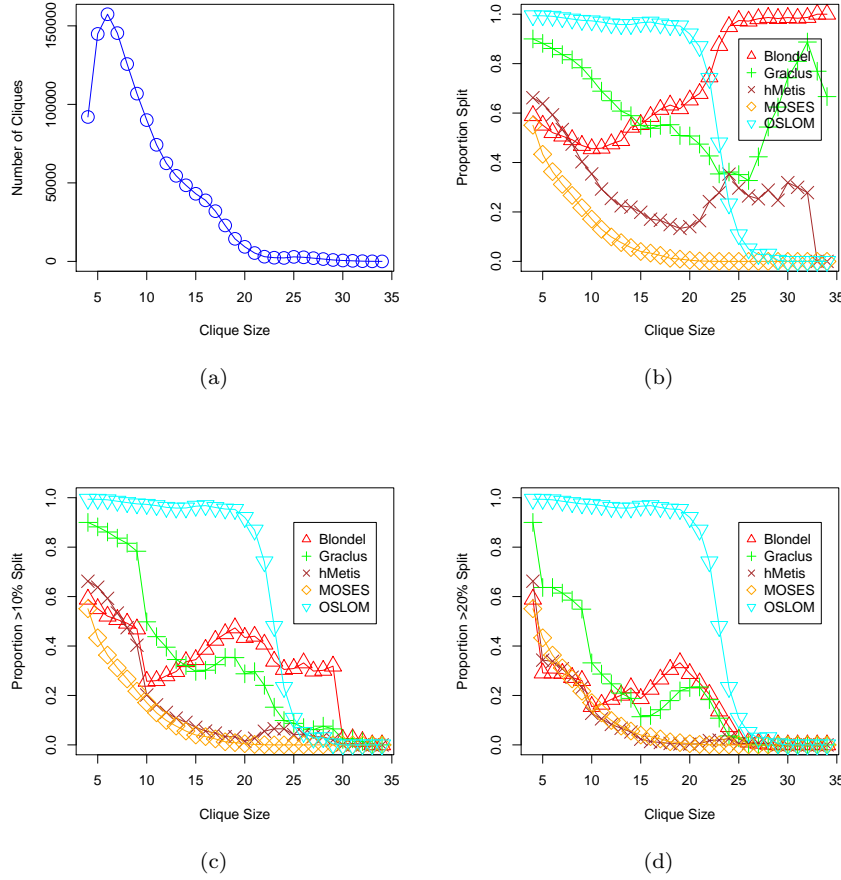 Number of Cliques
0 50000 100000 150000
5 10 15 20 25 30 35
Clique Size
(a)
Proportion Split
0.0 0.2 0.4 0.6 0.8 1.0
Blondel
Graclus
hMetis
MOSES
OSLOM
5 10 15 20 25 30 35
Clique Size
(b)
Proportion >10% Split
0.0 0.2 0.4 0.6 0.8 1.0
Blondel
Graclus
hMetis
MOSES
OSLOM
5 10 15 20 25 30 35
Clique Size
(c)
Proportion >20% Split
0.0 0.2 0.4 0.6 0.8 1.0
Blondel
Graclus
hMetis
MOSES
OSLOM
5 10 15 20 25 30 35
Clique Size
(d)